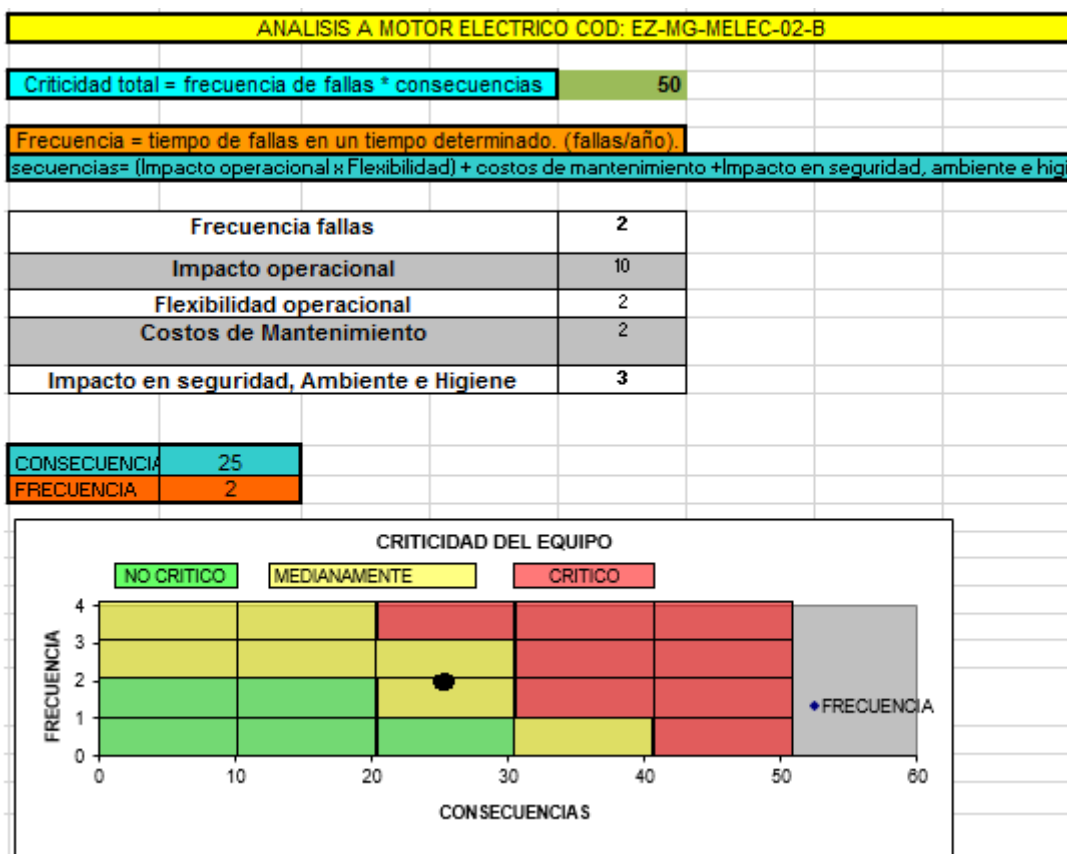 ANALISIS A MOTOR ELECTRICO COD: EZ-MG-MELEC-02-B
Criticidad total = frecuencia de fallas * consecuencias 50
Frecuencia = tiempo de fallas en un tiempo determinado. (fallas/año).
secuencias= (Impacto operacional x Flexibilidad) + costos de mantenimiento +Impacto en seguridad, ambiente e higi
Frecuencia fallas 2
Impacto operacional 10
Flexibilidad operacional 2
Costos de Mantenimiento 2
Impacto en seguridad, Ambiente e Higiene 3
CONSECUENCIA 25
FRECUENCIA 2
CRITICIDAD DEL EQUIPO
NO CRITICO MEDIANAMENTE CRITICO
4
3
2
1
0
FRECUENCIA
0 10 20 30 40 50 60
CONSECUENCIAS
FRECUENCIA